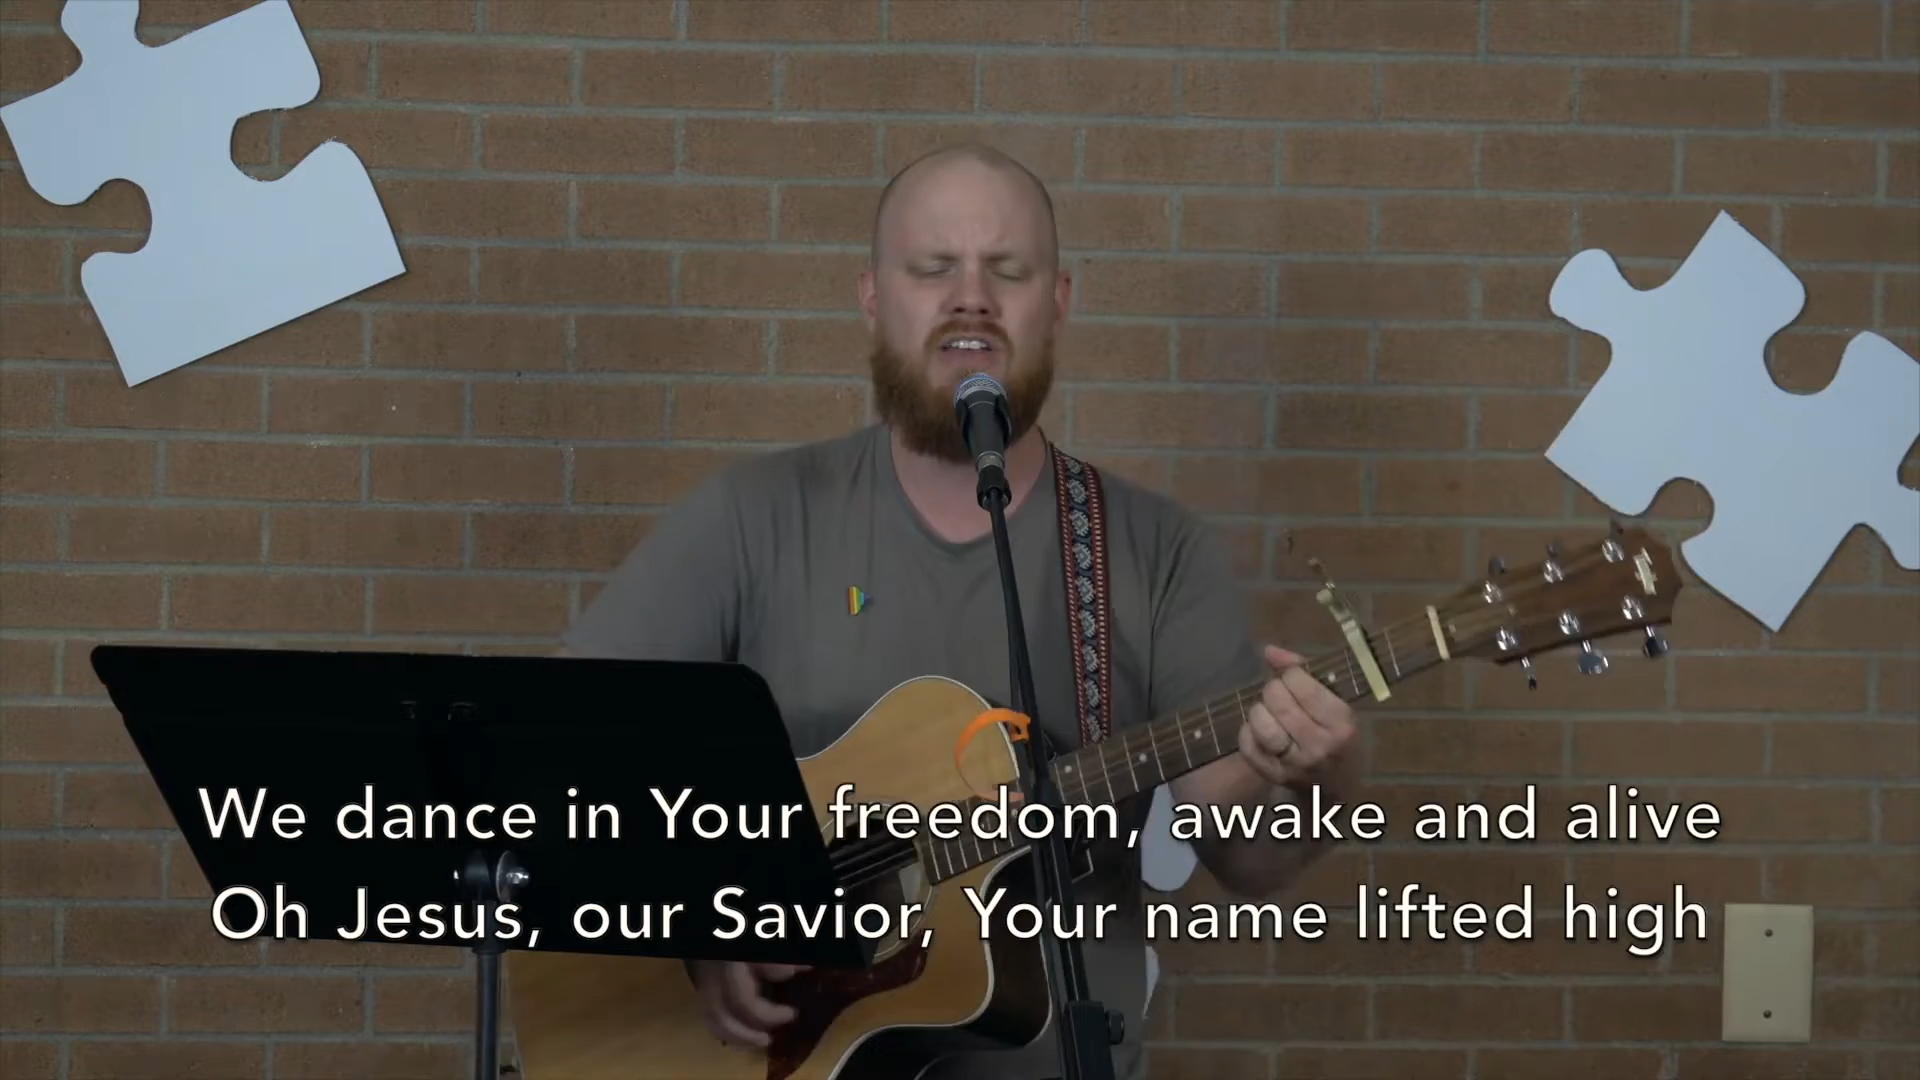 We dance in Your freedom, awake and alive
Oh Jesus, our Savior, Your name lifted high